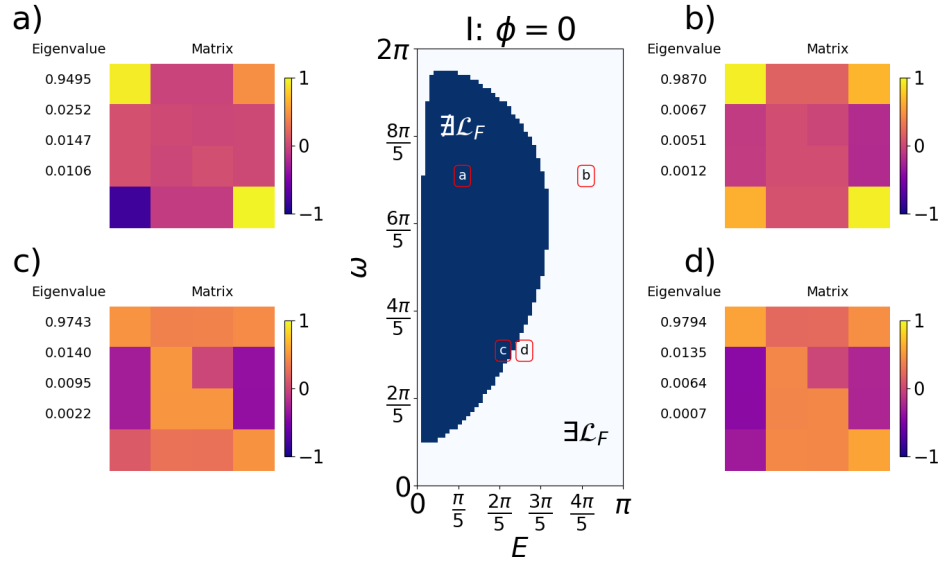 a)
Eigenvalue Matrix
0.9495
0.0252
0.0147
0.0106
1
0
−1
c)
Eigenvalue Matrix
0.9743
0.0140
0.0095
0.0022
1
0
−1
I: ϕ = 0
2π
8π/5
6π/5
4π/5
2π/5
0
ω
∄ℒ_F
a
b
c
d
∃ℒ_F
0 π/5 2π/5 3π/5 4π/5 π
E
b)
Eigenvalue Matrix
0.9870
0.0067
0.0051
0.0012
1
0
−1
d)
Eigenvalue Matrix
0.9794
0.0135
0.0064
0.0007
1
0
−1